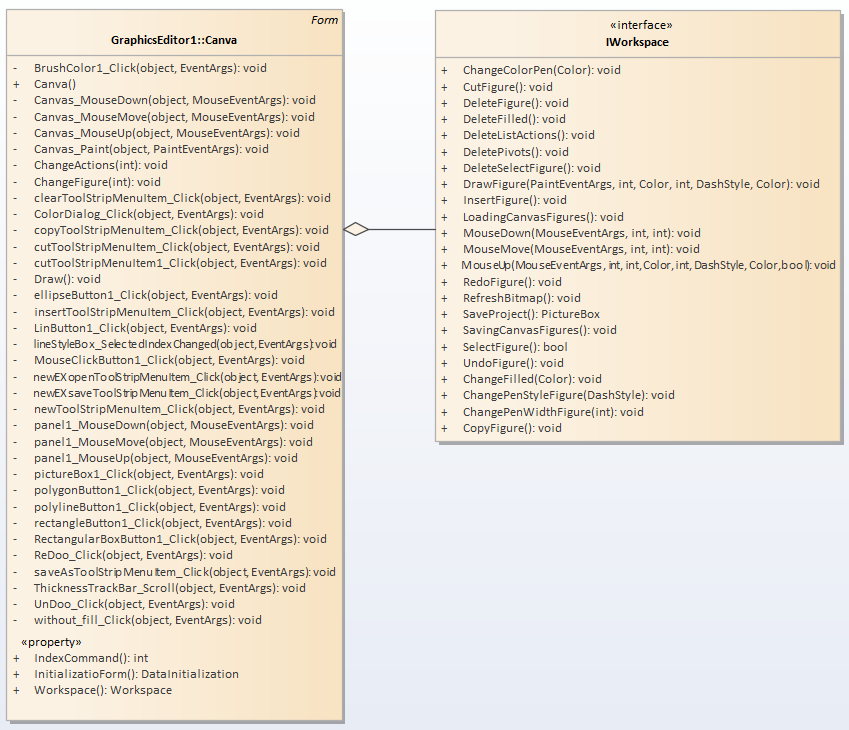 Form
GraphicsEditor1::Canva
- BrushColor1_Click(object, EventArgs): void
+ Canva()
- Canvas_MouseDown(object, MouseEventArgs): void
- Canvas_MouseMove(object, MouseEventArgs): void
- Canvas_MouseUp(object, MouseEventArgs): void
- Canvas_Paint(object, PaintEventArgs): void
- ChangeActions(int): void
- ChangeFigure(int): void
- clearToolStripMenuItem_Click(object, EventArgs): void
- ColorDialog_Click(object, EventArgs): void
- copyToolStripMenuItem_Click(object, EventArgs): void
- cutToolStripMenuItem_Click(object, EventArgs): void
- cutToolStripMenuItem1_Click(object, EventArgs): void
- Draw(): void
- ellipseButton1_Click(object, EventArgs): void
- insertToolStripMenuItem_Click(object, EventArgs): void
- LinButton1_Click(object, EventArgs): void
- lineStyleBox_SelectedIndexChanged(object, EventArgs): void
- MouseClickButton1_Click(object, EventArgs): void
- newEXopenToolStripMenuItem_Click(object, EventArgs): void
- newEXsaveToolStripMenuItem_Click(object, EventArgs): void
- newToolStripMenuItem_Click(object, EventArgs): void
- panel1_MouseDown(object, MouseEventArgs): void
- panel1_MouseMove(object, MouseEventArgs): void
- panel1_MouseUp(object, MouseEventArgs): void
- pictureBox1_Click(object, EventArgs): void
- polygonButton1_Click(object, EventArgs): void
- polylineButton1_Click(object, EventArgs): void
- rectangleButton1_Click(object, EventArgs): void
- RectangularBoxButton1_Click(object, EventArgs): void
- ReDoo_Click(object, EventArgs): void
- saveAsToolStripMenuItem_Click(object, EventArgs): void
- ThicknessTrackBar_Scroll(object, EventArgs): void
- UnDoo_Click(object, EventArgs): void
- without_fill_Click(object, EventArgs): void
«property»
+ IndexCommand(): int
+ InitializatioForm(): DataInitialization
+ Workspace(): Workspace
«interface»
IWorkspace
+ ChangeColorPen(Color): void
+ CutFigure(): void
+ DeleteFigure(): void
+ DeleteFilled(): void
+ DeleteListActions(): void
+ DeletePivots(): void
+ DeleteSelectFigure(): void
+ DrawFigure(PaintEventArgs, int, Color, int, DashStyle, Color): void
+ InsertFigure(): void
+ LoadingCanvasFigures(): void
+ MouseDown(MouseEventArgs, int, int): void
+ MouseMove(MouseEventArgs, int, int): void
+ MouseUp(MouseEventArgs, int, int, Color, int, DashStyle, Color, bool): void
+ RedoFigure(): void
+ RefreshBitmap(): void
+ SaveProject(): PictureBox
+ SavingCanvasFigures(): void
+ SelectFigure(): bool
+ UndoFigure(): void
+ ChangeFilled(Color): void
+ ChangePenStyleFigure(DashStyle): void
+ ChangePenWidthFigure(int): void
+ CopyFigure(): void